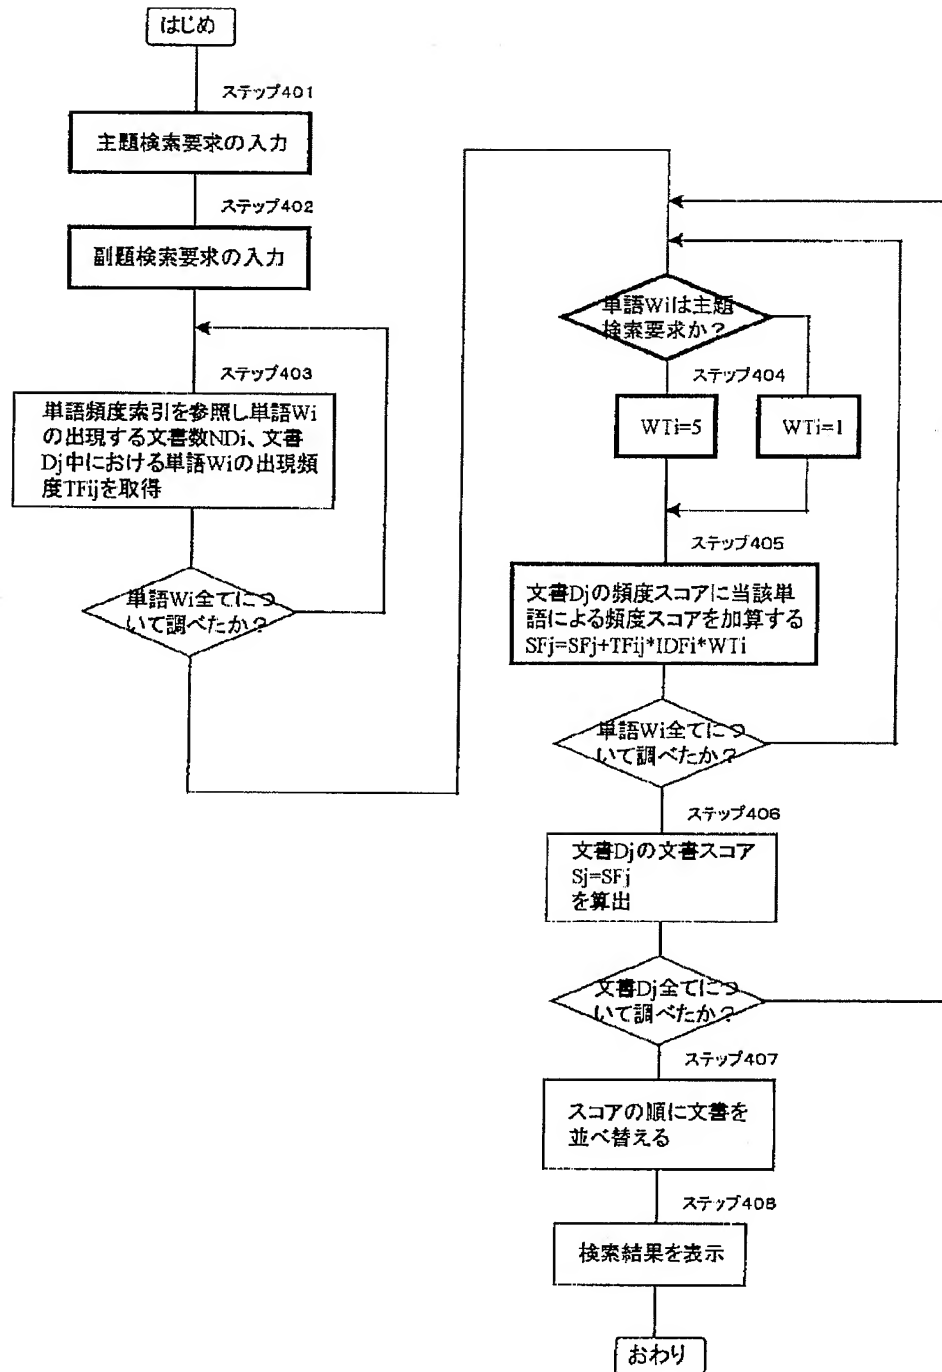 はじめ
ステップ401
主題検索要求の入力
ステップ402
副題検索要求の入力
ステップ403
単語頻度索引を参照し単語Wi
の出現する文書数NDi、文書
Dj中における単語Wiの出現頻
度TFijを取得
単語Wi全てにつ
いて調べたか？
単語Wiは主題
検索要求か？
ステップ404
WTi=5
WTi=1
ステップ405
文書Djの頻度スコアに当該単
語による頻度スコアを加算する
SFj=SFj+TFij*IDFi*WTi
単語Wi全てにつ
いて調べたか？
ステップ406
文書Djの文書スコア
Sj=SFj
を算出
文書Dj全てにつ
いて調べたか？
ステップ407
スコアの順に文書を
並べ替える
ステップ408
検索結果を表示
おわり